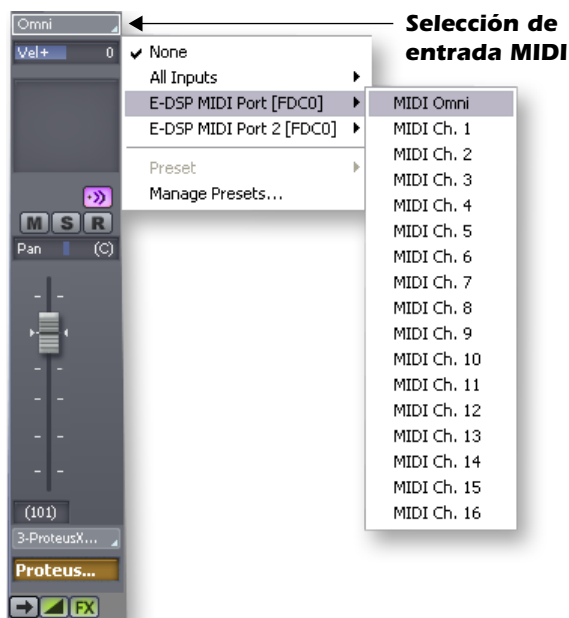 Omni
Selección de
entrada MIDI
Vel+ 0
None
All Inputs
E-DSP MIDI Port [FDC0]
E-DSP MIDI Port 2 [FDC0]
Preset
Manage Presets...
MIDI Omni
MIDI Ch. 1
MIDI Ch. 2
MIDI Ch. 3
MIDI Ch. 4
MIDI Ch. 5
MIDI Ch. 6
MIDI Ch. 7
MIDI Ch. 8
MIDI Ch. 9
MIDI Ch. 10
MIDI Ch. 11
MIDI Ch. 12
MIDI Ch. 13
MIDI Ch. 14
MIDI Ch. 15
MIDI Ch. 16
M S R
Pan (C)
(101)
3-ProteusX...
Proteus...
FX